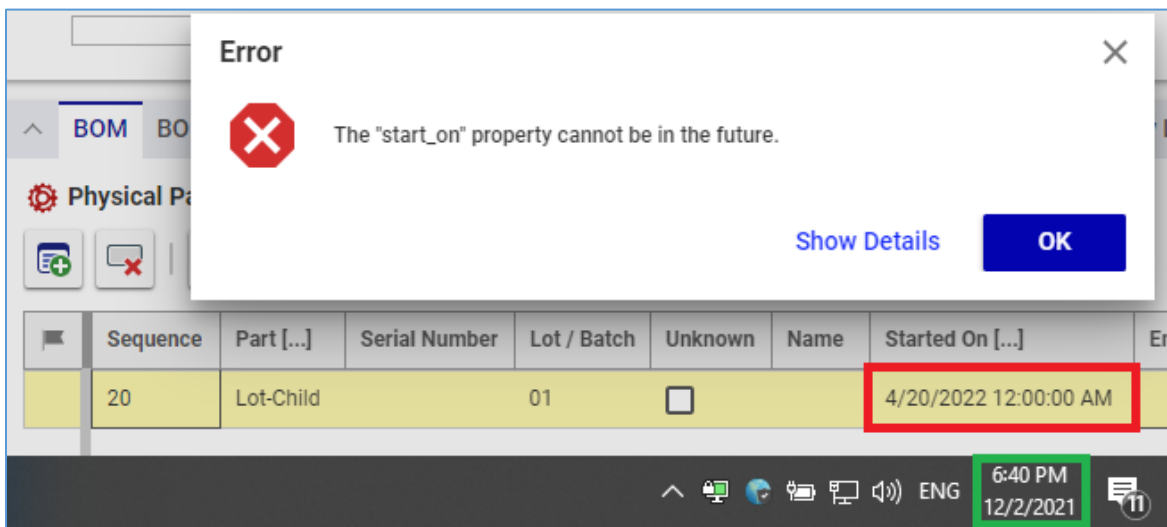 Error
The "start_on" property cannot be in the future.
Show Details
OK
BOM
BO
Physical Pa
Sequence
Part [...]
Serial Number
Lot / Batch
Unknown
Name
Started On [...]
20
Lot-Child
01
4/20/2022 12:00:00 AM
ENG
6:40 PM
12/2/2021
11